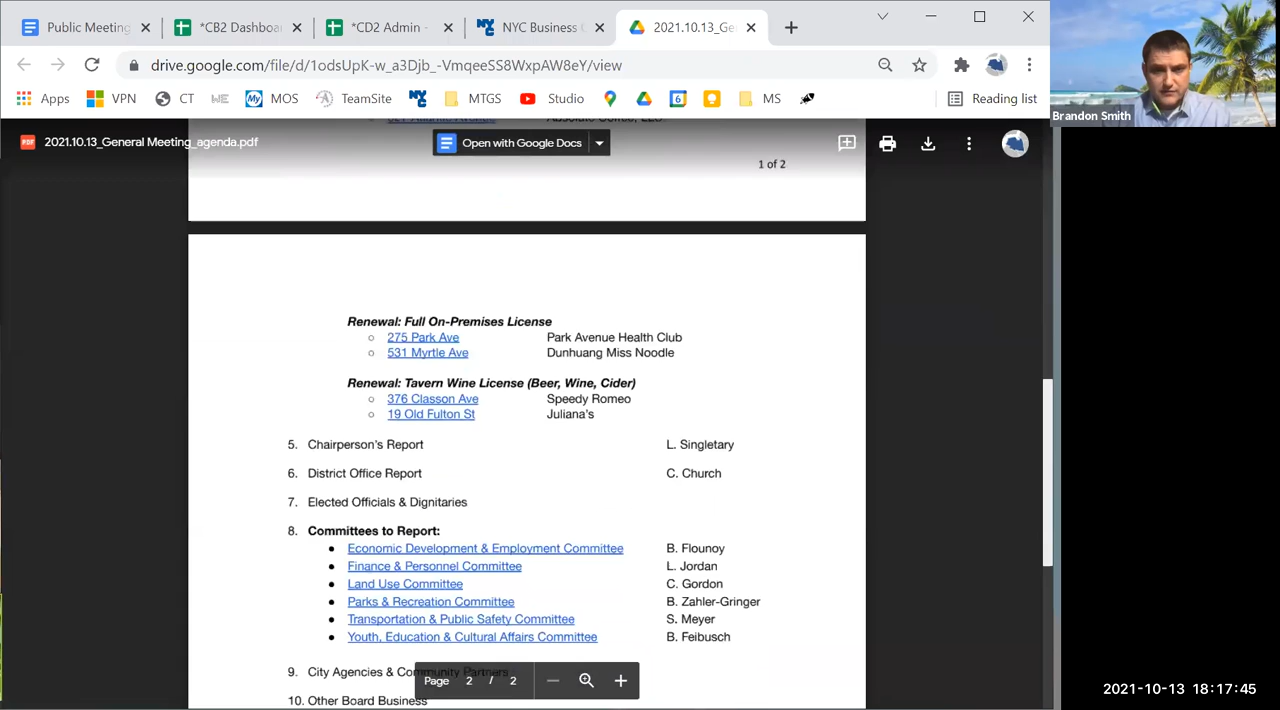 Public Meeting
*CB2 Dashboa
*CD2 Admin -
NYC Business
2021.10.13_Ge
drive.google.com/file/ /1odsUpK-w_a3Djb_-VmqeeSS8WxpAW8eY/view
Apps VPN CT WE MOS TeamSite MTGS Studio 6 MS Reading list
Brandon Smith
PDF 2021.10.13_General Meeting_agenda.pdf
Open with Google Docs
1 of 2
Renewal: Full On-Premises License
275 Park Ave Park Avenue Health Club
531 Myrtle Ave Dunhuang Miss Noodle
Renewal: Tavern Wine License (Beer, Wine, Cider)
376 Classon Ave Speedy Romeo
19 Old Fulton St Juliana's
5. Chairperson's Report L. Singletary
6. District Office Report C. Church
7. Elected Officials & Dignitaries
8. Committees to Report:
Economic Development & Employment Committee B. Flounoy
Finance & Personnel Committee L. Jordan
Land Use Committee C. Gordon
Parks & Recreation Committee B. Zahler-Gringer
Transportation & Public Safety Committee S. Meyer
Youth, Education & Cultural Affairs Committee B. Feibusch
9. City Agencies & Community Partners
Page 2 / 2
10. Other Board Business
2021-10-13 18:17:45